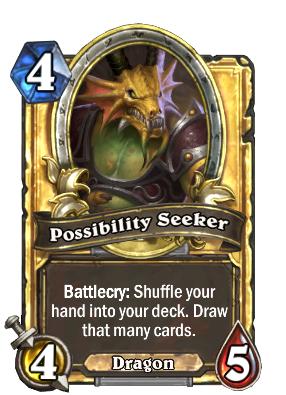 4
Possibility Seeker
Battlecry: Shuffle your
hand into your deck. Draw
that many cards.
4
Dragon
5